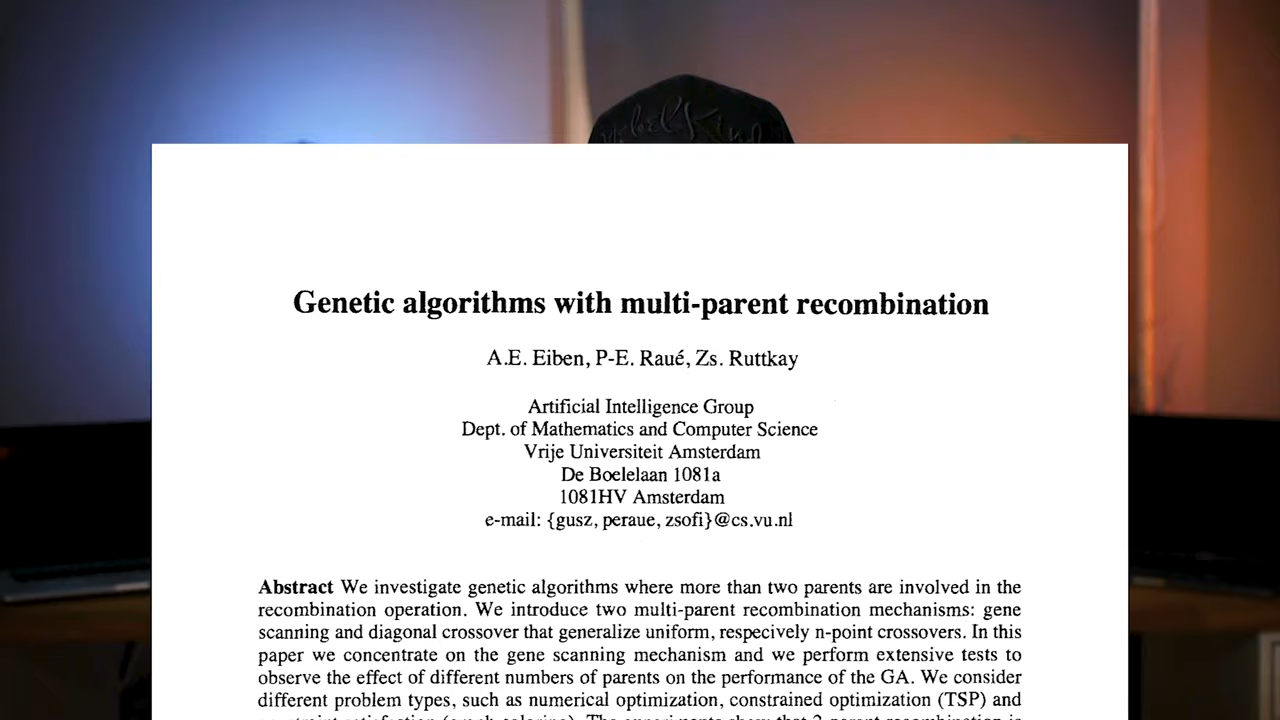 Genetic algorithms with multi-parent recombination
A.E. Eiben, P-E. Raué, Zs. Ruttkay
Artificial Intelligence Group
Dept. of Mathematics and Computer Science
Vrije Universiteit Amsterdam
De Boelelaan 1081a
1081HV Amsterdam
e-mail: {gusz, peraue, zsofi}@cs.vu.nl
Abstract We investigate genetic algorithms where more than two parents are involved in the
recombination operation. We introduce two multi-parent recombination mechanisms: gene
scanning and diagonal crossover that generalize uniform, respecively n-point crossovers. In this
paper we concentrate on the gene scanning mechanism and we perform extensive tests to
observe the effect of different numbers of parents on the performance of the GA. We consider
different problem types, such as numerical optimization, constrained optimization (TSP) and